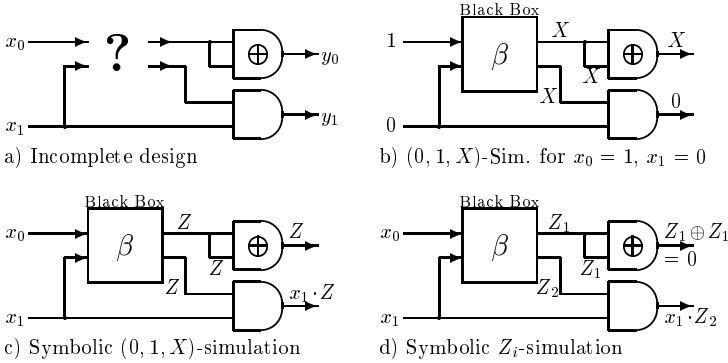 x₀
?
⊕
y₀
y₁
x₁
a) Incomplete design
Black Box
1
β
X
X
⊕
X
X
0
0
b) (0, 1, X)-Sim. for x₀ = 1, x₁ = 0
Black Box
x₀
β
Z
Z
⊕
Z
Z
x₁·Z
x₁
c) Symbolic (0, 1, X)-simulation
Black Box
x₀
β
Z₁
Z₁
⊕
Z₁⊕Z₁
= 0
Z₂
x₁·Z₂
x₁
d) Symbolic Zᵢ-simulation